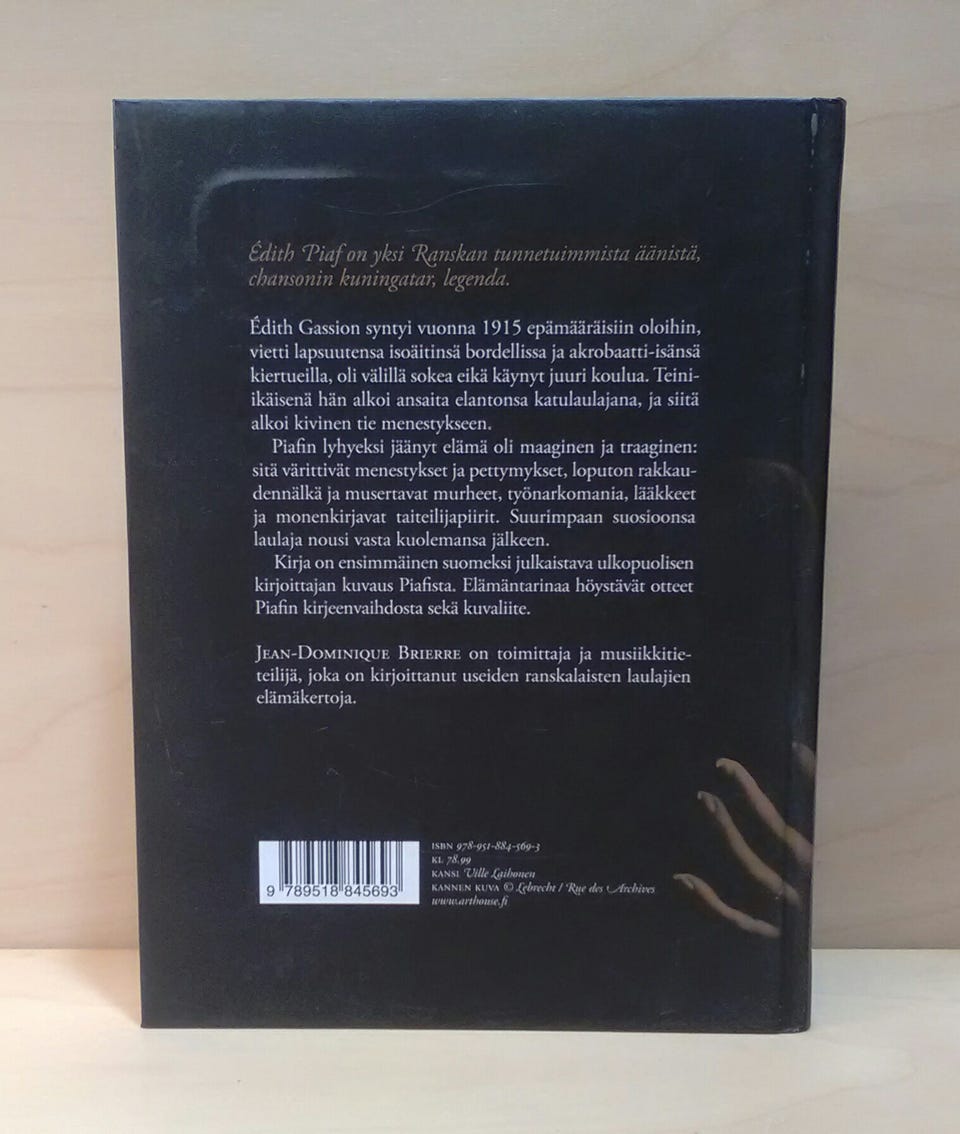 Édith Piaf on yksi Ranskan tunnetuimmista äänistä,
chansonin kuningatar, legenda.
Édith Gassion syntyi vuonna 1915 epämääräisiin oloihin,
vietti lapsuutensa isoäitinsä bordellissa ja akrobaatti-isänsä
kiertueilla, oli välillä sokea eikä käynyt juuri koulua. Teini-
ikäisenä hän alkoi ansaita elantonsa katulaulajana, ja siitä
alkoi kivinen tie menestykseen.
Piafin lyhyeksi jäänyt elämä oli maaginen ja traaginen:
sitä värittivät menestykset ja pettymykset, loputon rakkau-
dennälkä ja musertavat murheet, työnarkomania, lääkkeet
ja monenkirjavat taiteilijapiirit. Suurimpaan suosioonsa
laulaja nousi vasta kuolemansa jälkeen.
Kirja on ensimmäinen suomeksi julkaistava ulkopuolisen
kirjoittajan kuvaus Piafista. Elämäntarinaa höystävät otteet
Piafin kirjeenvaihdosta sekä kuvaliite.
Jean-Dominique Brierre on toimittaja ja musiikkitie-
teilijä, joka on kirjoittanut useiden ranskalaisten laulajien
elämäkertoja.
ISBN 978-951-884-569-3
KL 78.99
KANSI Ville Laihonen
KANNEN KUVA © Lebrecht / Rue des Archives
www.arthouse.fi
9 789518 845693